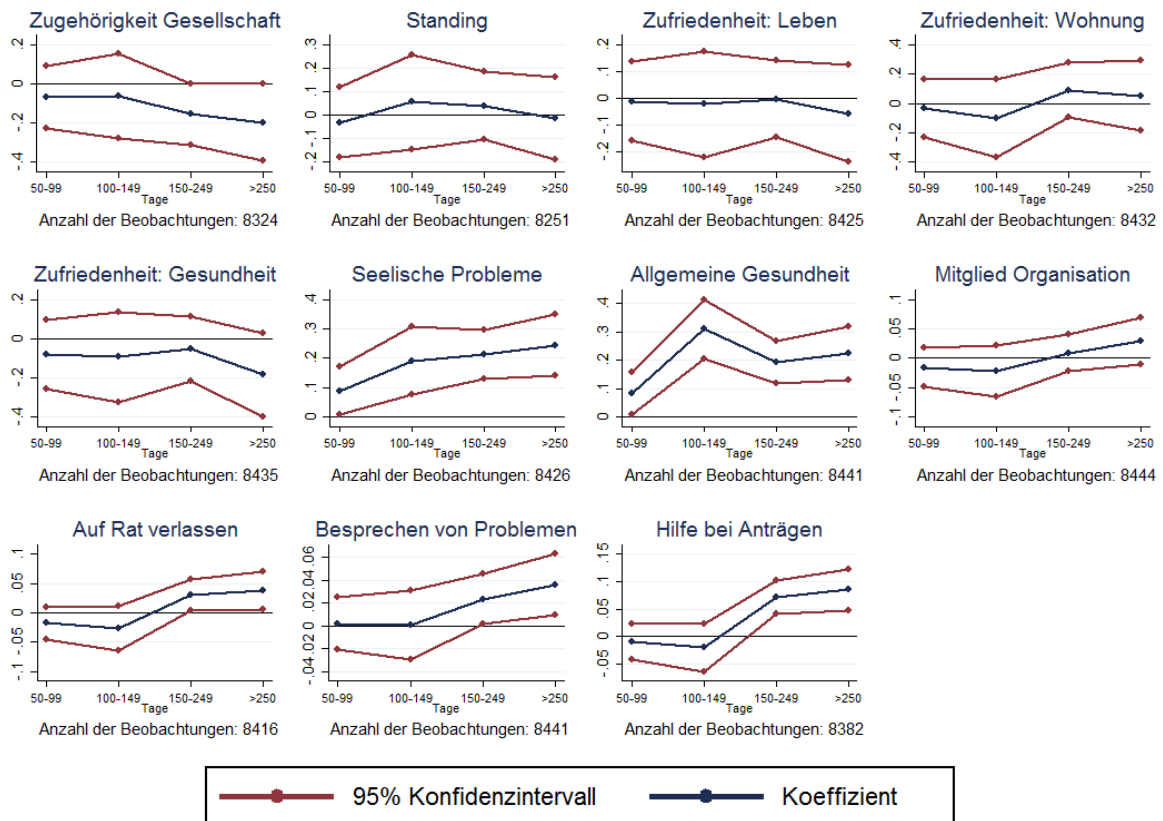 Zugehörigkeit Gesellschaft
-.4 -.2 0 .2
50-99 100-149 150-249 >250
Tage
Anzahl der Beobachtungen: 8324
Standing
-.2 -.1 0 .1 .2 .3
50-99 100-149 150-249 >250
Tage
Anzahl der Beobachtungen: 8251
Zufriedenheit: Leben
-.2 -.1 0 .1 .2
50-99 100-149 150-249 >250
Tage
Anzahl der Beobachtungen: 8425
Zufriedenheit: Wohnung
-.4 -.2 0 .2 .4
50-99 100-149 150-249 >250
Tage
Anzahl der Beobachtungen: 8432
Zufriedenheit: Gesundheit
-.4 -.2 0 .2
50-99 100-149 150-249 >250
Tage
Anzahl der Beobachtungen: 8435
Seelische Probleme
0 .1 .2 .3 .4
50-99 100-149 150-249 >250
Tage
Anzahl der Beobachtungen: 8426
Allgemeine Gesundheit
0 .1 .2 .3 .4
50-99 100-149 150-249 >250
Tage
Anzahl der Beobachtungen: 8441
Mitglied Organisation
-.1 -.05 0 .05 .1
50-99 100-149 150-249 >250
Tage
Anzahl der Beobachtungen: 8444
Auf Rat verlassen
-.1 -.05 0 .05 .1
50-99 100-149 150-249 >250
Tage
Anzahl der Beobachtungen: 8416
Besprechen von Problemen
-.04 -.02 0 .02 .04 .06
50-99 100-149 150-249 >250
Tage
Anzahl der Beobachtungen: 8441
Hilfe bei Anträgen
-.05 0 .05 .1 .15
50-99 100-149 150-249 >250
Tage
Anzahl der Beobachtungen: 8382
95% Konfidenzintervall Koeffizient